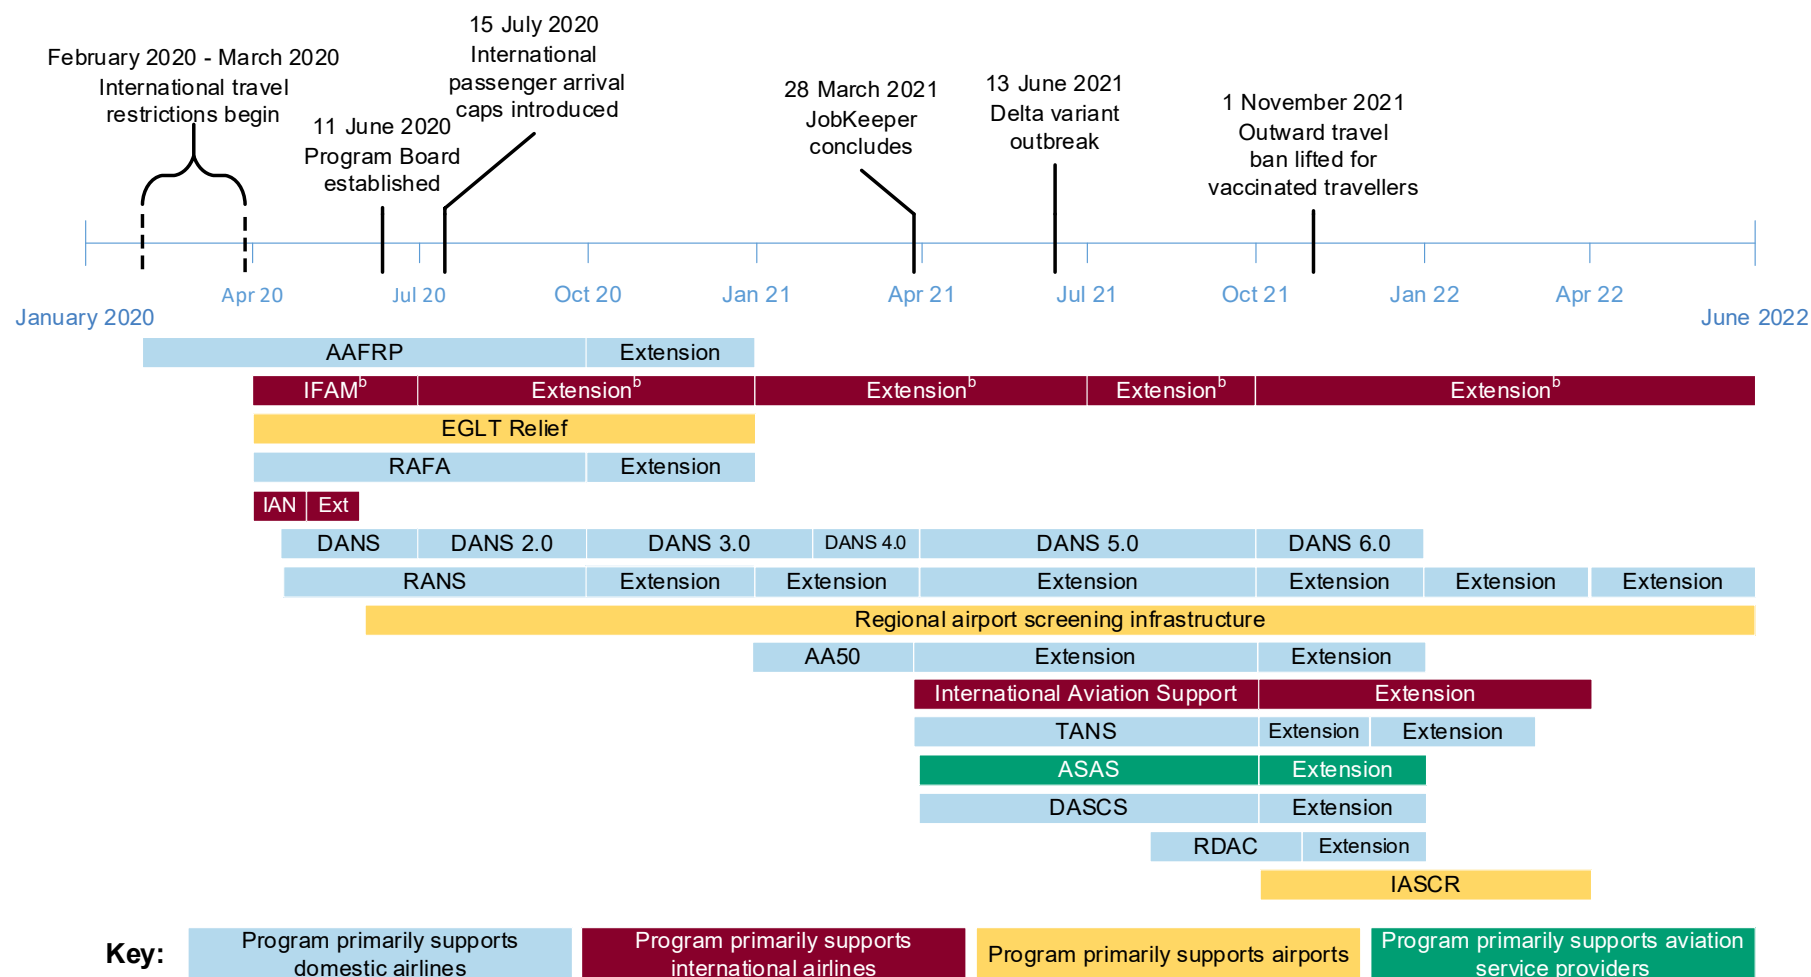 15 July 2020
International
passenger arrival
caps introduced
February 2020 - March 2020
International travel
restrictions begin
11 June 2020
Program Board
established
28 March 2021
JobKeeper
concludes
13 June 2021
Delta variant
outbreak
1 November 2021
Outward travel
ban lifted for
vaccinated travellers
Apr 20 Jul 20 Oct 20 Jan 21 Apr 21 Jul 21 Oct 21 Jan 22 Apr 22
January 2020 June 2022
AAFRP Extension
IFAMb Extensionb Extensionb Extensionb Extensionb
EGLT Relief
RAFA Extension
IAN Ext
DANS DANS 2.0 DANS 3.0 DANS 4.0 DANS 5.0 DANS 6.0
RANS Extension Extension Extension Extension Extension Extension
Regional airport screening infrastructure
AA50 Extension Extension
International Aviation Support Extension
TANS Extension Extension
ASAS Extension
DASCS Extension
RDAC Extension
IASCR
Key:
Program primarily supports
domestic airlines
Program primarily supports
international airlines
Program primarily supports airports
Program primarily supports aviation
service providers